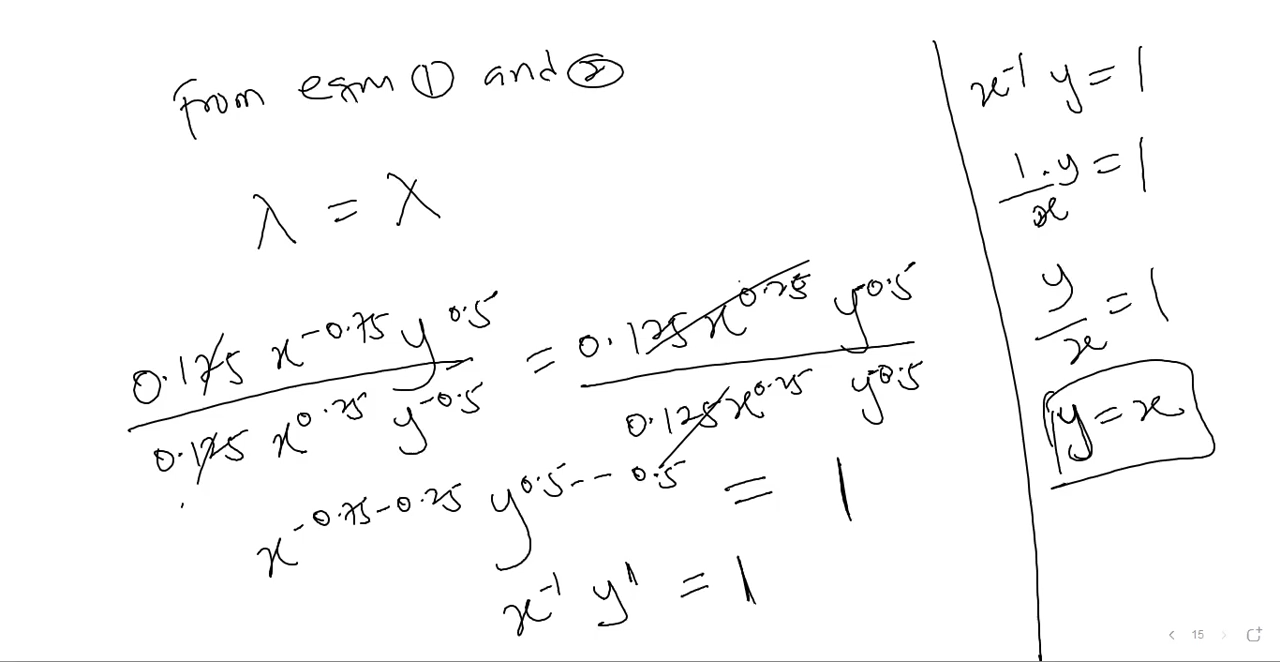 From eqn ① and ②
λ = λ
0.125 x^-0.75 y^0.5 / 0.125 x^0.25 y^-0.5 = 0.125 x^0.25 y^0.5 / 0.125 x^0.25 y^0.5
x^-0.75-0.25 y^0.5--0.5 = 1
x^-1 y^1 = 1
x^-1 y = 1
1/x . y = 1
y/x = 1
y = x
< 15 >